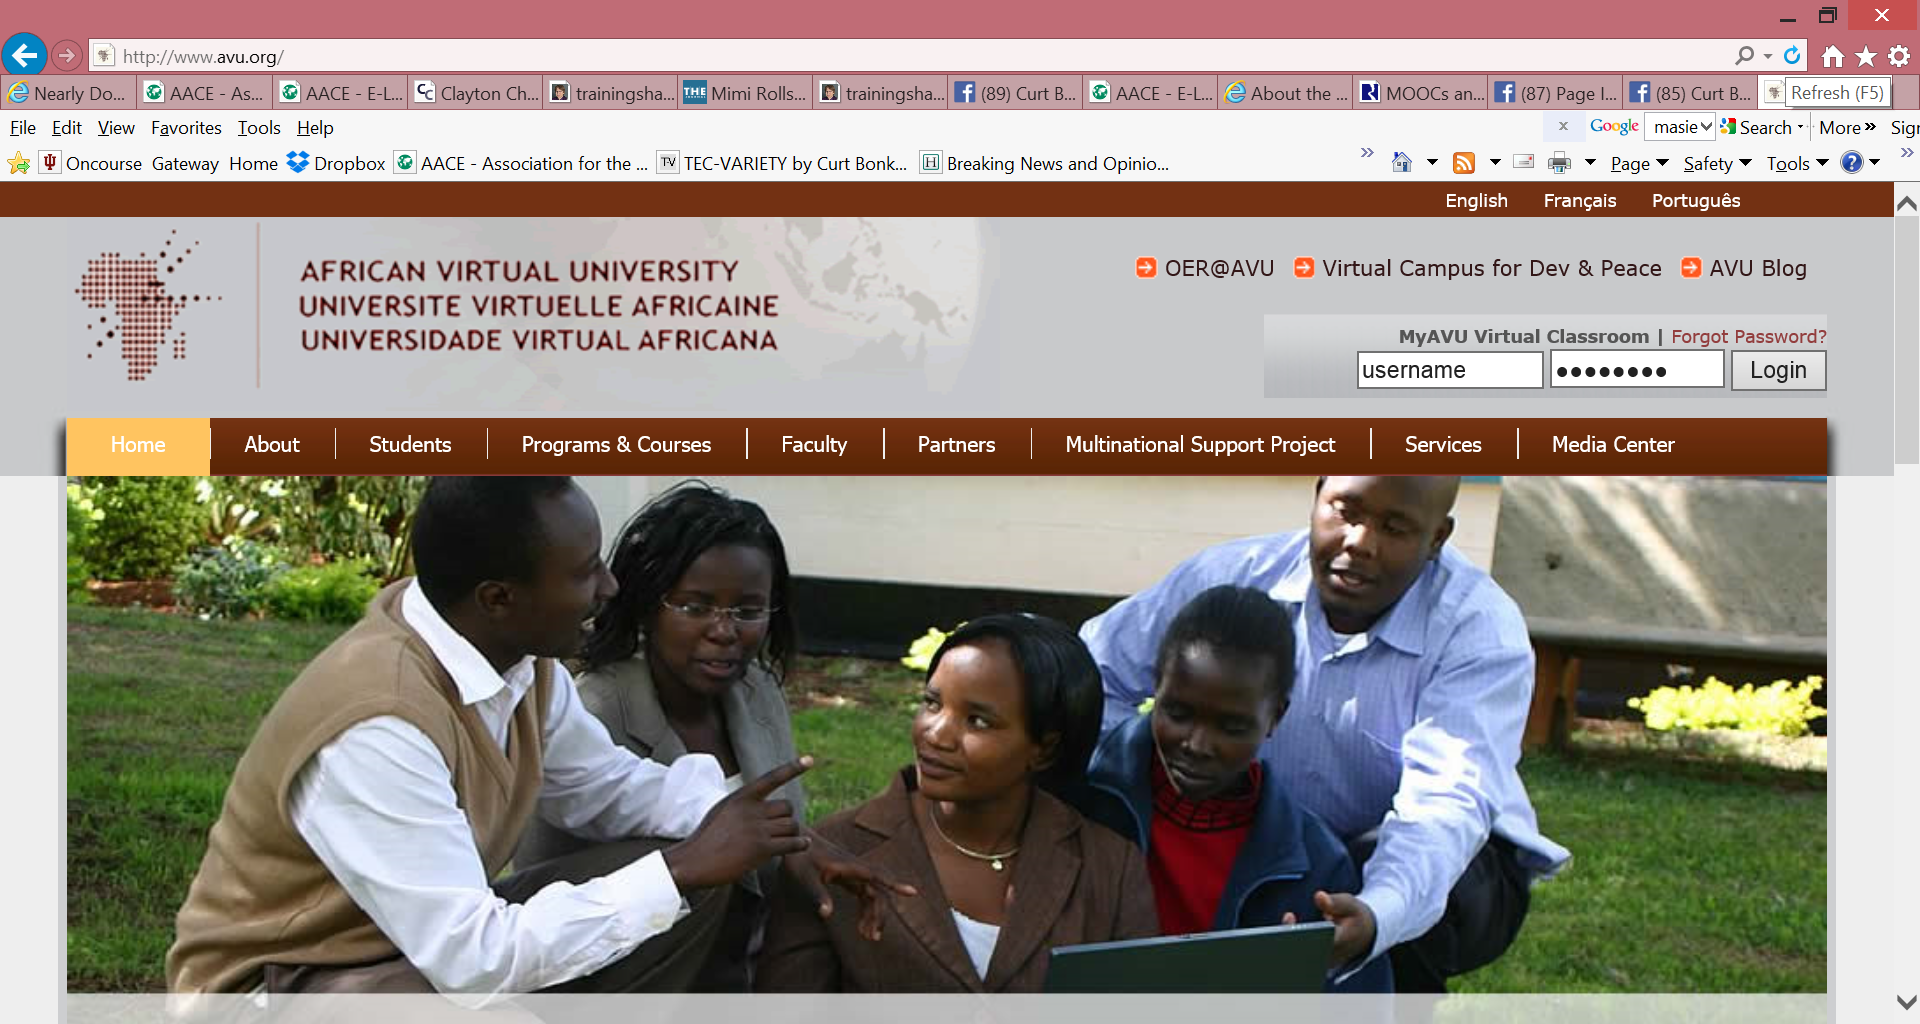 http://www.avu.org/
Nearly Do... AACE - As... AACE - E-L... Clayton Ch... trainingsha... Mimi Rolls... trainingsha... (89) Curt B... AACE - E-L... About the ... MOOCs an... (87) Page I... (85) Curt B... Refresh (F5)
File Edit View Favorites Tools Help x Google masie Search More » Sign
Oncourse Gateway Home Dropbox AACE - Association for the ... TEC-VARIETY by Curt Bonk... Breaking News and Opinio... » Page Safety Tools »
English Français Português
AFRICAN VIRTUAL UNIVERSITY
UNIVERSITE VIRTUELLE AFRICAINE
UNIVERSIDADE VIRTUAL AFRICANA
OER@AVU Virtual Campus for Dev & Peace AVU Blog
MyAVU Virtual Classroom | Forgot Password?
username ●●●●●●●● Login
Home About Students Programs & Courses Faculty Partners Multinational Support Project Services Media Center